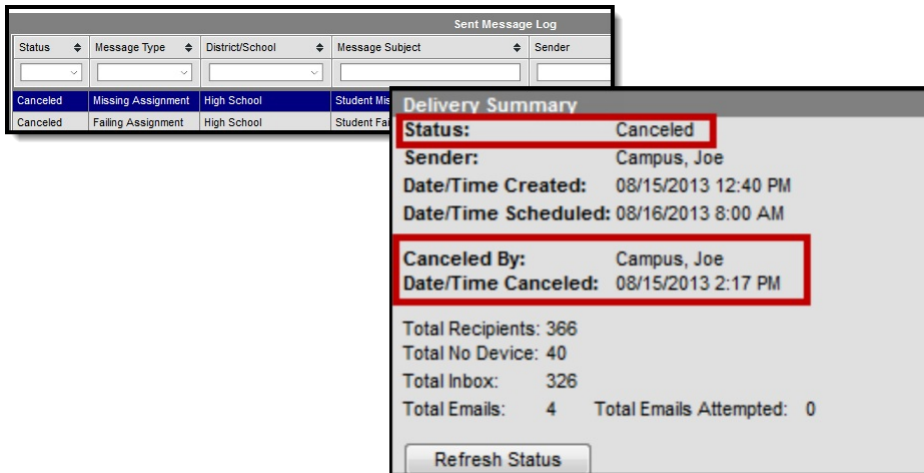 Sent Message Log
Status Message Type District/School Message Subject Sender
Canceled Missing Assignment High School Student Mis
Canceled Failing Assignment High School Student Fai
Delivery Summary
Status: Canceled
Sender: Campus, Joe
Date/Time Created: 08/15/2013 12:40 PM
Date/Time Scheduled: 08/16/2013 8:00 AM
Canceled By: Campus, Joe
Date/Time Canceled: 08/15/2013 2:17 PM
Total Recipients: 366
Total No Device: 40
Total Inbox: 326
Total Emails: 4 Total Emails Attempted: 0
Refresh Status